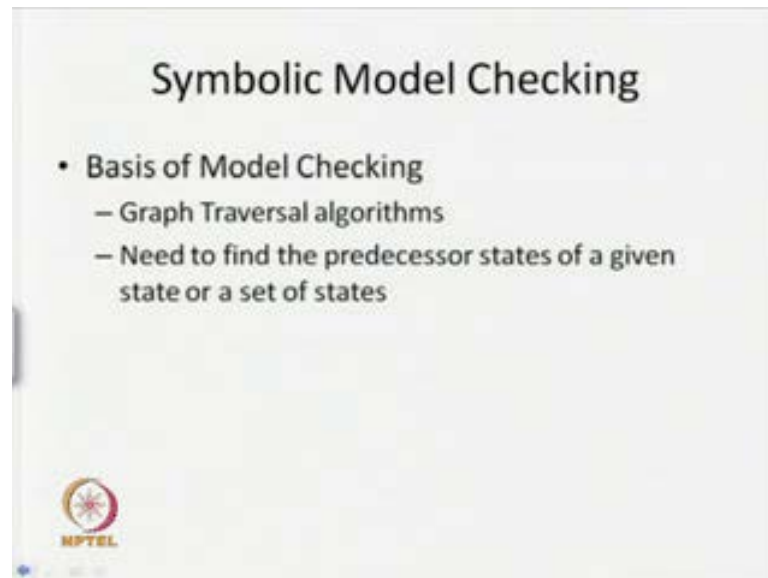 Symbolic Model Checking
• Basis of Model Checking
– Graph Traversal algorithms
– Need to find the predecessor states of a given
state or a set of states
NPTEL